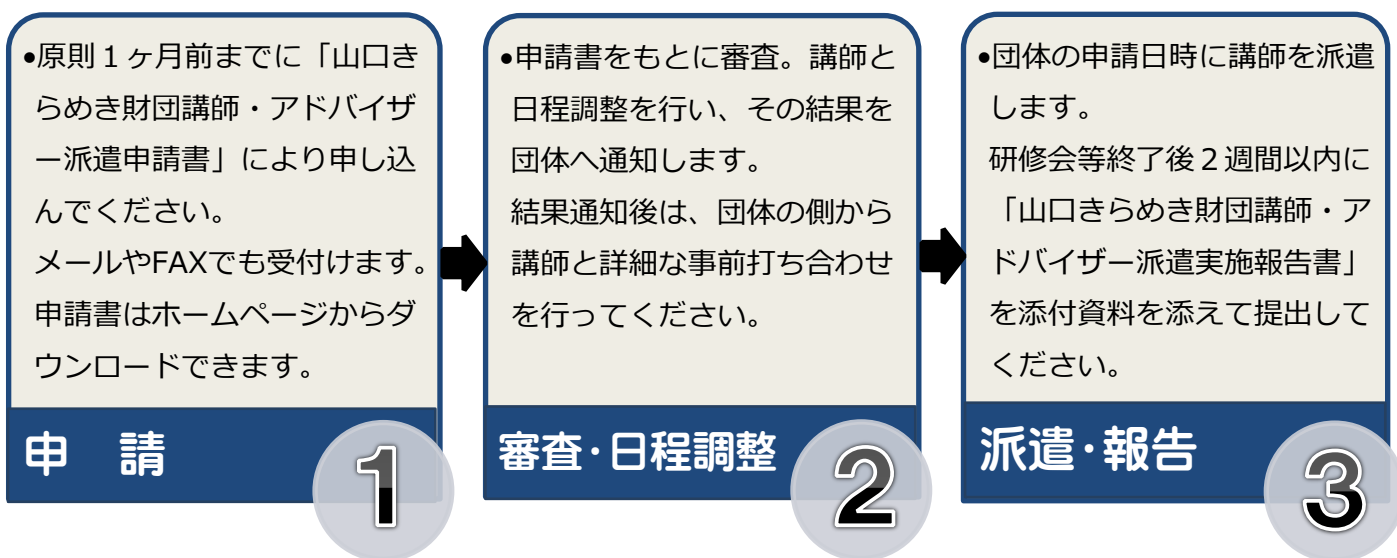 •原則１ヶ月前までに「山口き
らめき財団講師・アドバイザ
ー派遣申請書」により申し込
んでください。
メールやFAXでも受付けます。
申請書はホームページからダ
ウンロードできます。
申　請
1
•申請書をもとに審査。講師と
日程調整を行い、その結果を
団体へ通知します。
結果通知後は、団体の側から
講師と詳細な事前打ち合わせ
を行ってください。
審査・日程調整
2
•団体の申請日時に講師を派遣
します。
研修会等終了後２週間以内に
「山口きらめき財団講師・ア
ドバイザー派遣実施報告書」
を添付資料を添えて提出して
ください。
派遣・報告
3